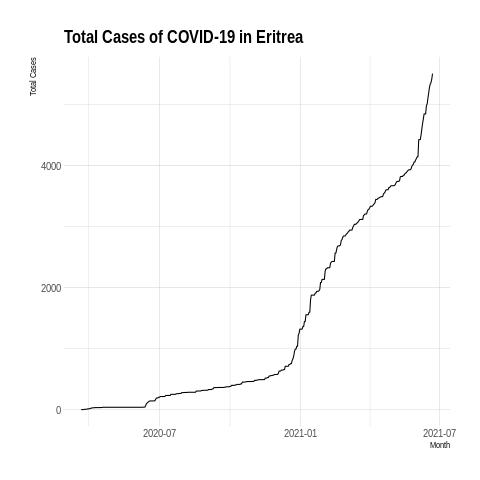 Total Cases of COVID-19 in Eritrea
Total Cases
4000
2000
0
2020-07
2021-01
2021-07
Month